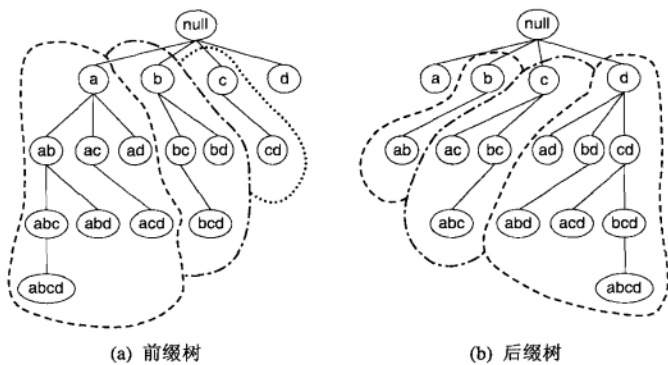 null null
a b c d a b c d
ab ac ad bc bd cd ab ac bc ad bd cd
abc abd acd bcd abc abd acd bcd
abcd abcd
(a) 前缀树 (b) 后缀树